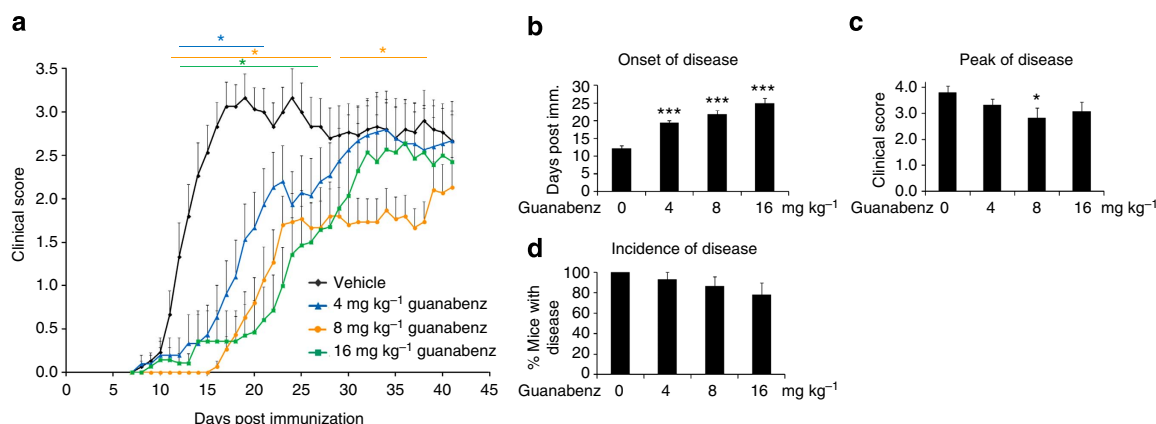 a
*
*
*
*
3.5
3.0
2.5
2.0
1.5
1.0
0.5
0.0
Clinical score
0 5 10 15 20 25 30 35 40 45
Days post immunization
Vehicle
4 mg kg⁻¹ guanabenz
8 mg kg⁻¹ guanabenz
16 mg kg⁻¹ guanabenz
b
Onset of disease
Days post imm.
30
25
20
15
10
5
0
*** *** ***
Guanabenz 0 4 8 16 mg kg⁻¹
c
Peak of disease
Clinical score
4.0
3.0
2.0
1.0
0.0
*
Guanabenz 0 4 8 16 mg kg⁻¹
d
Incidence of disease
% Mice with
disease
100
80
60
40
20
0
Guanabenz 0 4 8 16 mg kg⁻¹